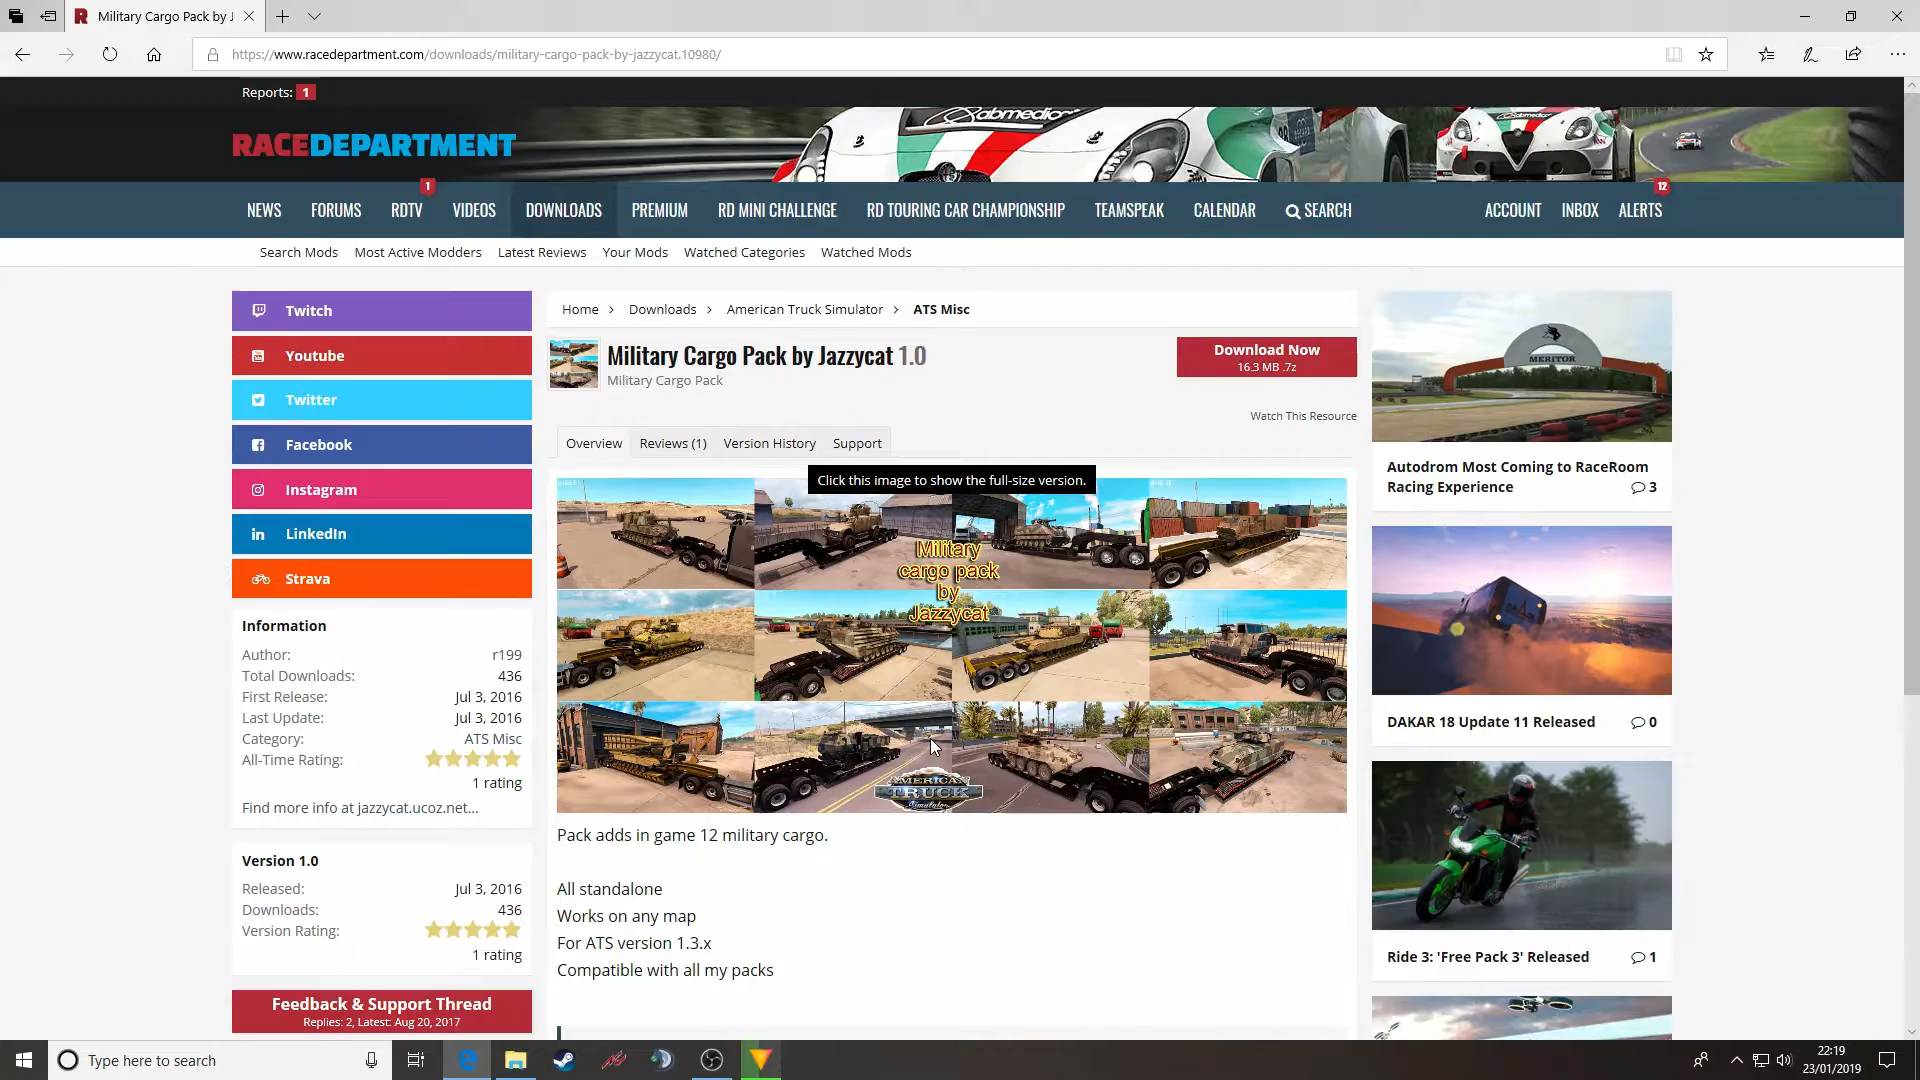 Military Cargo Pack by J
https://www.racedepartment.com/downloads/military-cargo-pack-by-jazzycat.10980/
Reports: 1
RACEDEPARTMENT
NEWS FORUMS RDTV 1 VIDEOS DOWNLOADS PREMIUM RD MINI CHALLENGE RD TOURING CAR CHAMPIONSHIP TEAMSPEAK CALENDAR SEARCH ACCOUNT INBOX ALERTS 12
Search Mods Most Active Modders Latest Reviews Your Mods Watched Categories Watched Mods
Twitch
Youtube
Twitter
Facebook
Instagram
LinkedIn
Strava
Information
Author: r199
Total Downloads: 436
First Release: Jul 3, 2016
Last Update: Jul 3, 2016
Category: ATS Misc
All-Time Rating:
1 rating
Find more info at jazzycat.ucoz.net...
Version 1.0
Released: Jul 3, 2016
Downloads: 436
Version Rating:
1 rating
Feedback & Support Thread
Replies: 2, Latest: Aug 20, 2017
Home > Downloads > American Truck Simulator > ATS Misc
Military Cargo Pack by Jazzycat 1.0
Military Cargo Pack
Download Now
16.3 MB .7z
Watch This Resource
Overview Reviews (1) Version History Support
Click this image to show the full-size version.
Military
cargo pack
by
Jazzycat
AMERICAN
TRUCK
Simulator
Pack adds in game 12 military cargo.
All standalone
Works on any map
For ATS version 1.3.x
Compatible with all my packs
MERITOR
Autodrom Most Coming to RaceRoom
Racing Experience 3
DAKAR 18 Update 11 Released 0
Ride 3: 'Free Pack 3' Released 1
Type here to search
22:19
23/01/2019